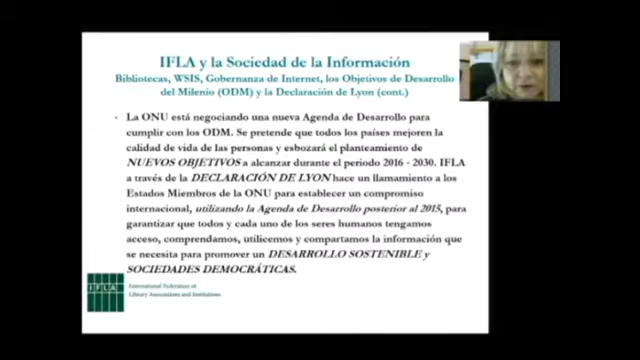 IFLA y la Sociedad de la Información
Bibliotecas, WSIS, Gobernanza de Internet, los Objetivos de Desarrollo
del Milenio (ODM) y la Declaración de Lyon (cont.)
• La ONU está negociando una nueva Agenda de Desarrollo para
cumplir con los ODM. Se pretende que todos los países mejoren la
calidad de vida de las personas y esbozará el planteamiento de
NUEVOS OBJETIVOS a alcanzar durante el periodo 2016 - 2030. IFLA
a través de la DECLARACIÓN DE LYON hace un llamamiento a los
Estados Miembros de la ONU para establecer un compromiso
internacional, utilizando la Agenda de Desarrollo posterior al 2015, para
garantizar que todos y cada uno de los seres humanos tengamos
acceso, comprendamos, utilicemos y compartamos la información que
se necesita para promover un DESARROLLO SOSTENIBLE y
SOCIEDADES DEMOCRÁTICAS.
IFLA
International Federation of
Library Associations and Institutions